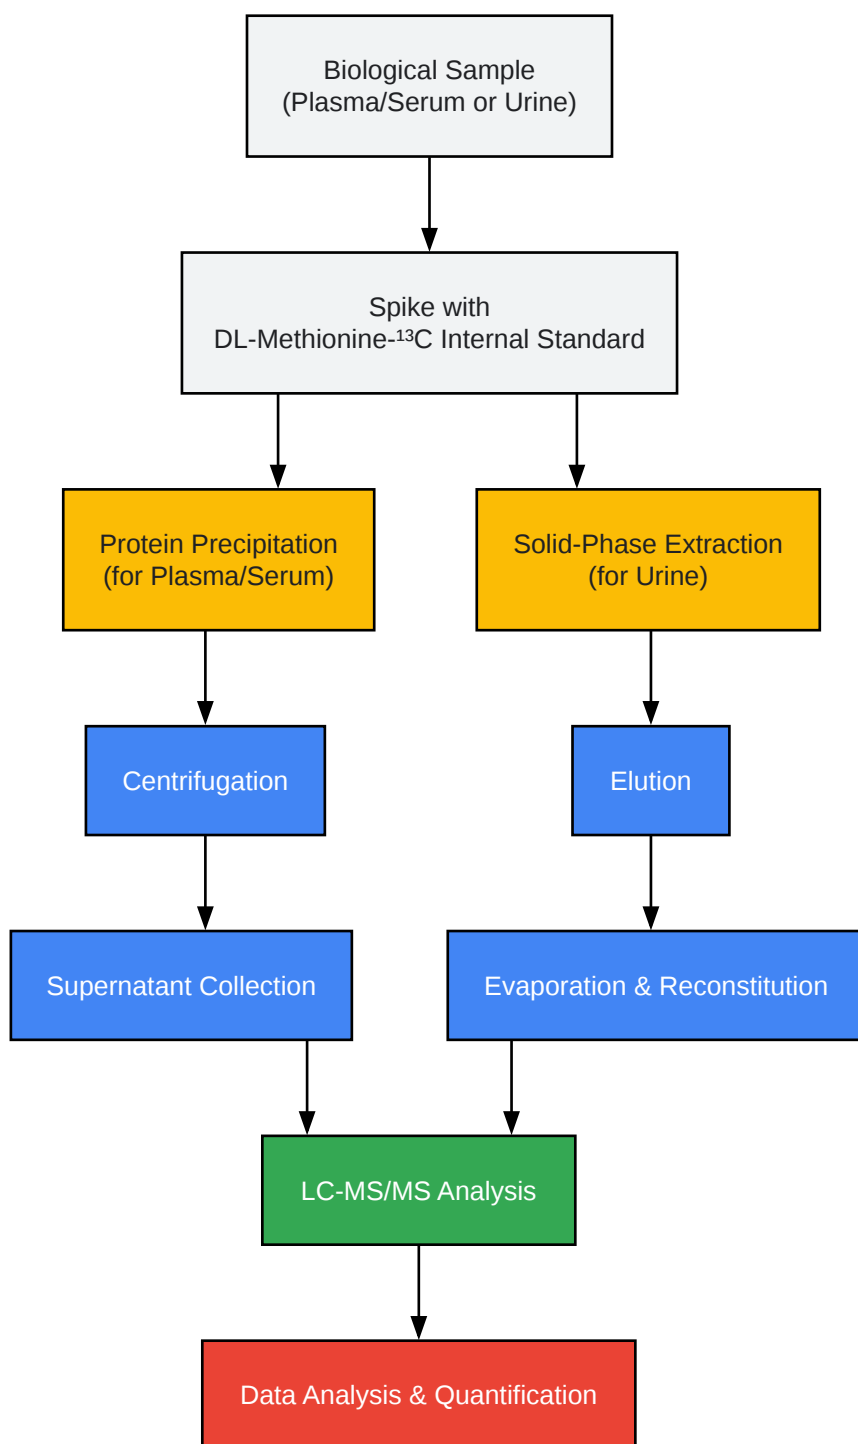 Biological Sample
(Plasma/Serum or Urine)
Spike with
DL-Methionine-¹³C Internal Standard
Protein Precipitation
(for Plasma/Serum)
Solid-Phase Extraction
(for Urine)
Centrifugation
Elution
Supernatant Collection
Evaporation & Reconstitution
LC-MS/MS Analysis
Data Analysis & Quantification